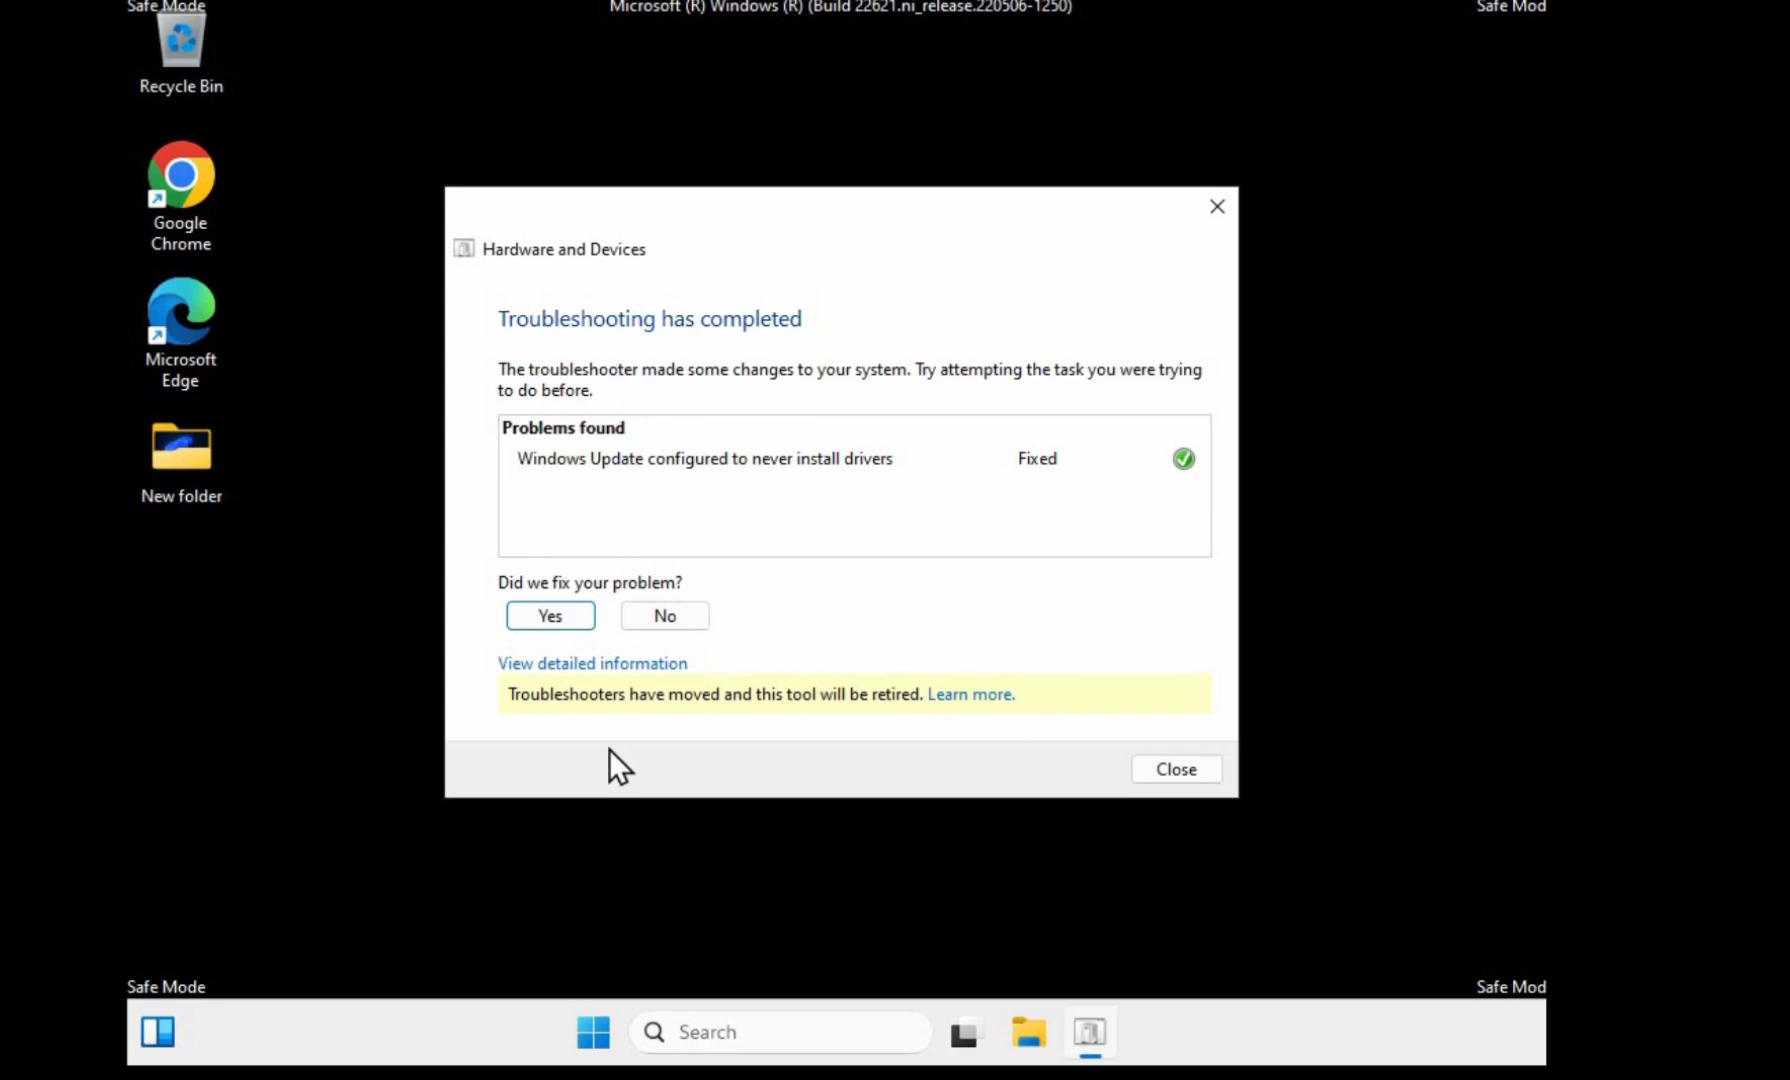 Safe Mode
Microsoft (R) Windows (R) (Build 22621.ni_release.220506-1250)
Safe Mod
Recycle Bin
Google
Chrome
Microsoft
Edge
New folder
Hardware and Devices
Troubleshooting has completed
The troubleshooter made some changes to your system. Try attempting the task you were trying
to do before.
Problems found
Windows Update configured to never install drivers Fixed
Did we fix your problem?
Yes No
View detailed information
Troubleshooters have moved and this tool will be retired. Learn more.
Close
Safe Mode
Safe Mod
Search